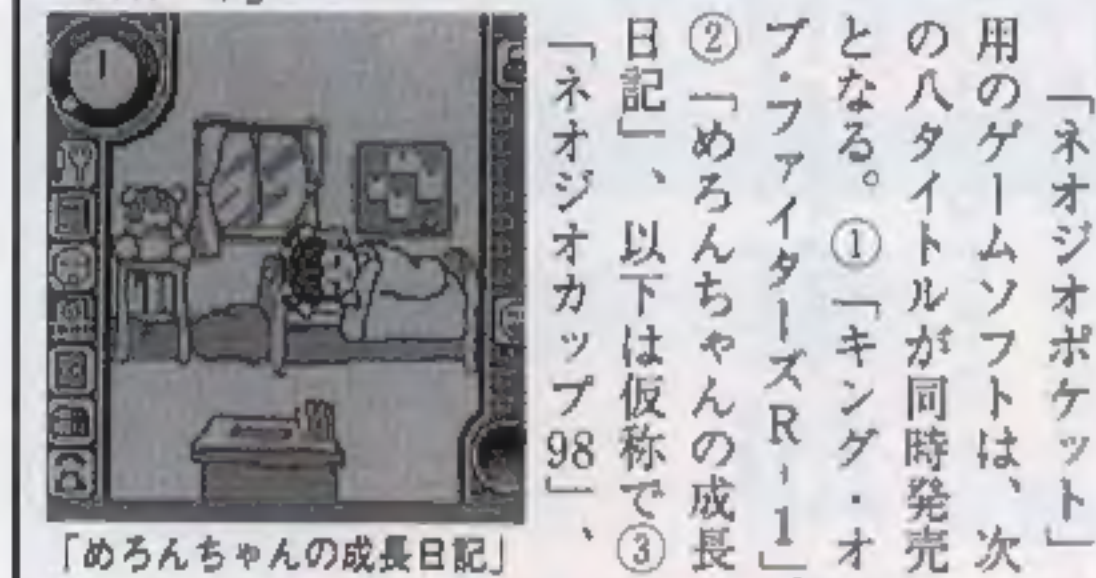 「ネオジオポケット」
用のゲームソフトは、次
の八タイトルが同時発売
となる。①「キング・オ
ブ・ファイターズR‐1」
②「めろんちゃんの成長
日記」、以下は仮称で③
「ネオジオカップ98」、
「めろんちゃんの成長日記」